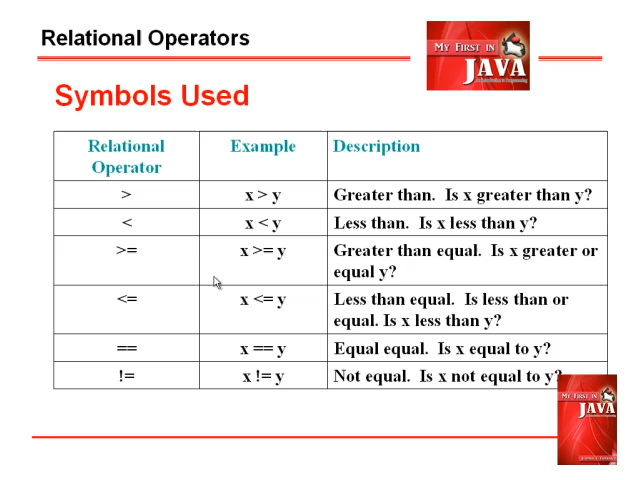 Relational Operators
MY FIRST IN
JAVA
Symbols Used
Relational Operator Example Description
> x > y Greater than. Is x greater than y?
< x < y Less than. Is x less than y?
>= x >= y Greater than equal. Is x greater or
equal y?
<= x <= y Less than equal. Is less than or
equal. Is x less than y?
== x == y Equal equal. Is x equal to y?
!= x != y Not equal. Is x not equal to y?
MY FIRST IN
JAVA